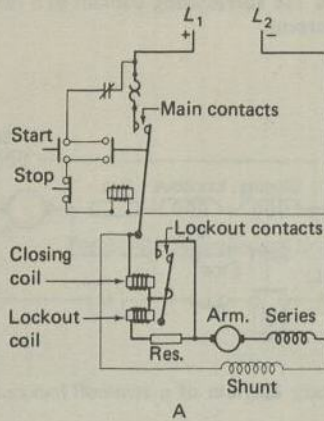 L1 L2
+ −
Main contacts
Start
Stop
Lockout contacts
Closing
coil
Lockout
coil
Arm. Series
Res.
Shunt
A